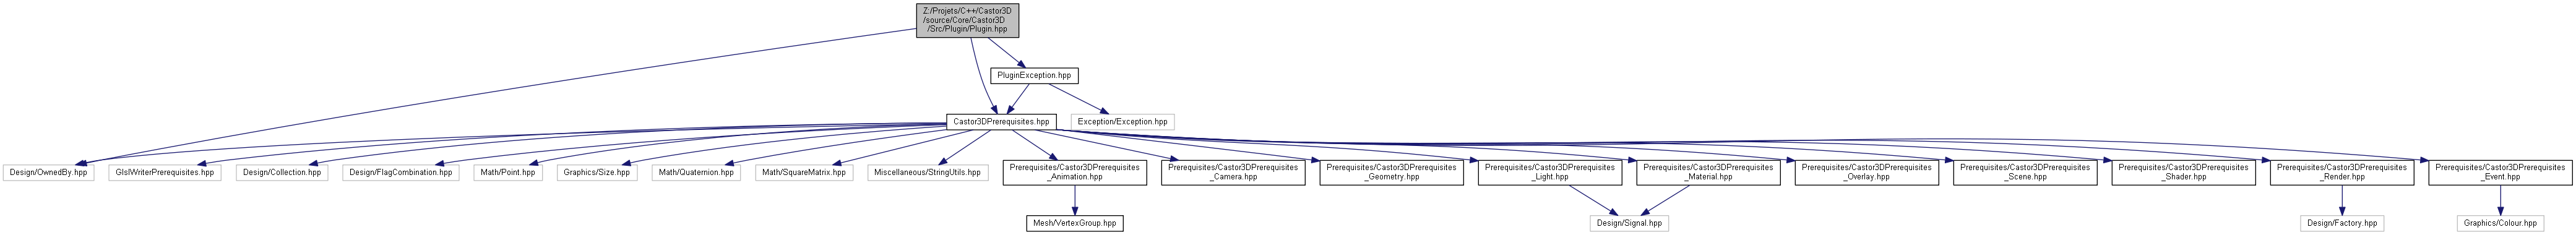 Z:/Projets/C++/Castor3D
/source/Core/Castor3D
/Src/Plugin/Plugin.hpp
PluginException.hpp
Castor3DPrerequisites.hpp
Exception/Exception.hpp
Design/OwnedBy.hpp
GlslWriterPrerequisites.hpp
Design/Collection.hpp
Design/FlagCombination.hpp
Math/Point.hpp
Graphics/Size.hpp
Math/Quaternion.hpp
Math/SquareMatrix.hpp
Miscellaneous/StringUtils.hpp
Prerequisites/Castor3DPrerequisites
_Animation.hpp
Prerequisites/Castor3DPrerequisites
_Camera.hpp
Prerequisites/Castor3DPrerequisites
_Geometry.hpp
Prerequisites/Castor3DPrerequisites
_Light.hpp
Prerequisites/Castor3DPrerequisites
_Material.hpp
Prerequisites/Castor3DPrerequisites
_Overlay.hpp
Prerequisites/Castor3DPrerequisites
_Scene.hpp
Prerequisites/Castor3DPrerequisites
_Shader.hpp
Prerequisites/Castor3DPrerequisites
_Render.hpp
Prerequisites/Castor3DPrerequisites
_Event.hpp
Mesh/VertexGroup.hpp
Design/Signal.hpp
Design/Factory.hpp
Graphics/Colour.hpp